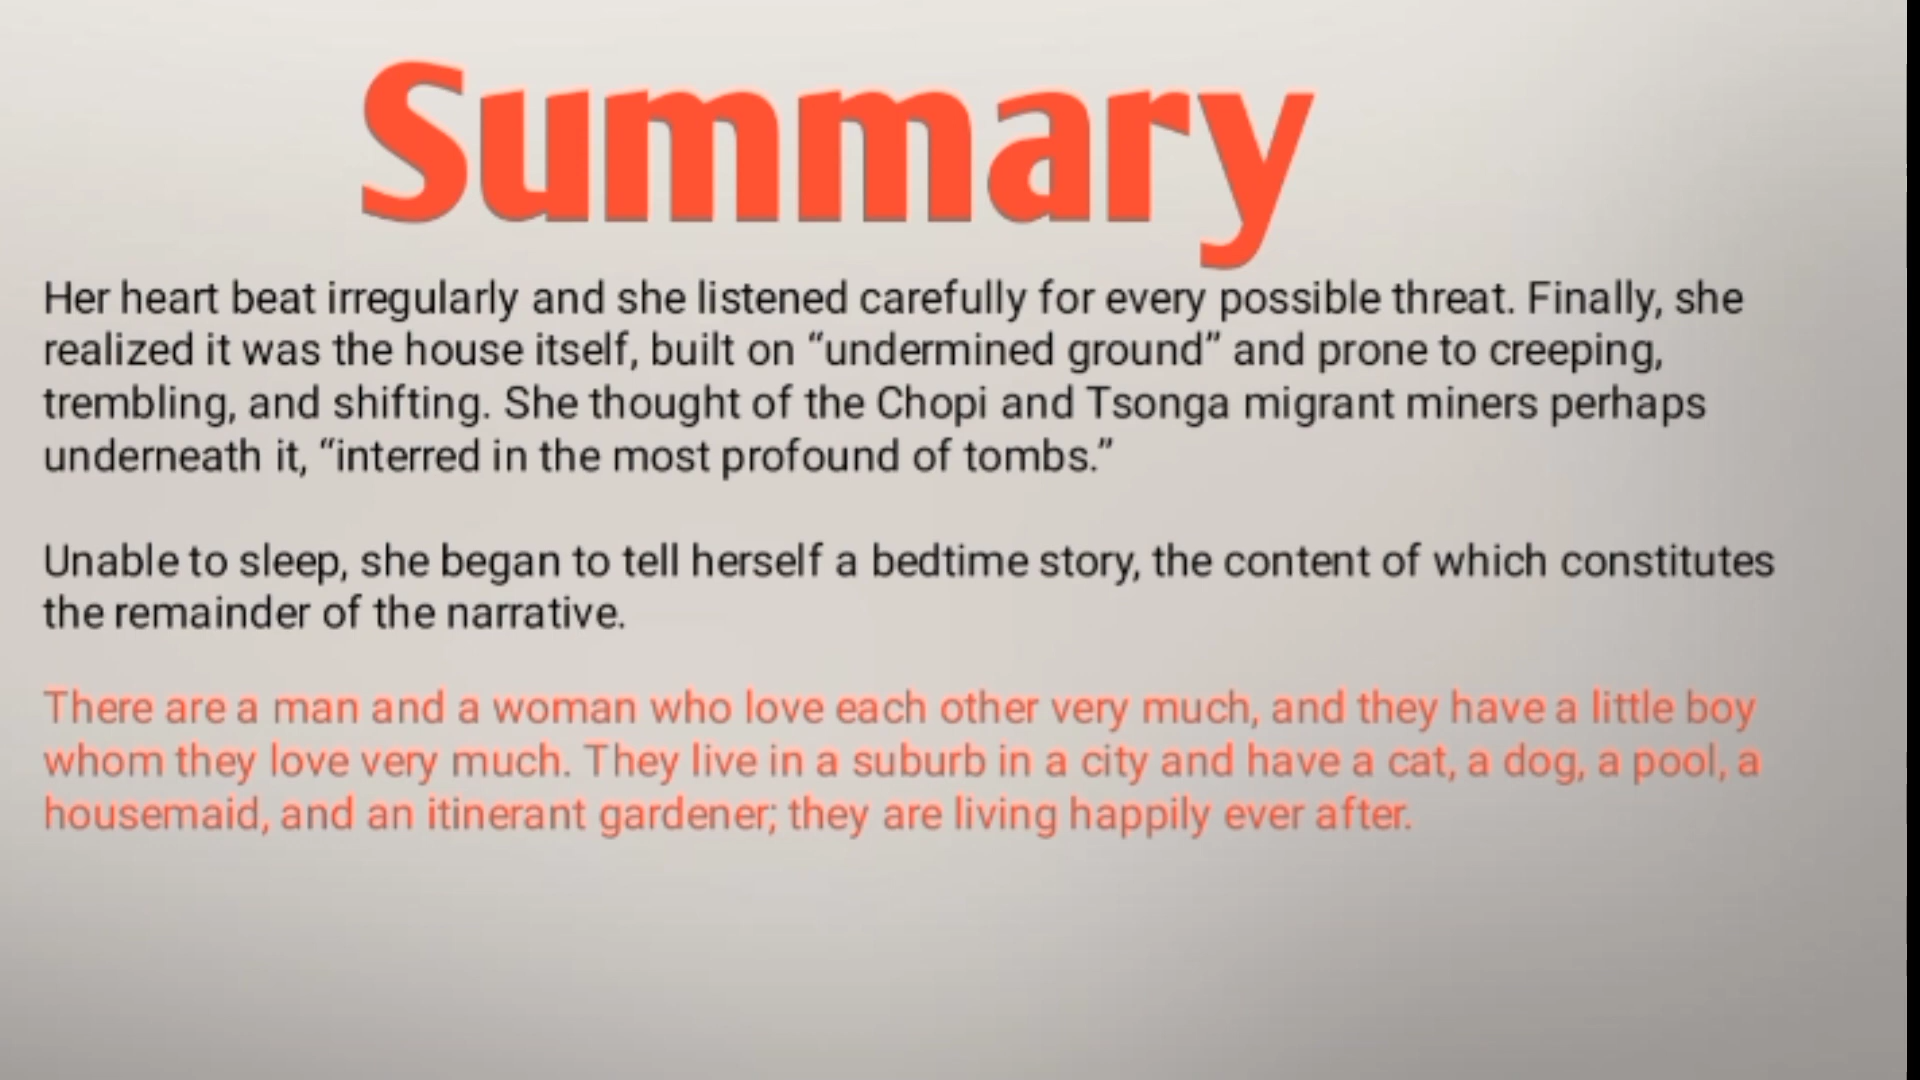 Summary
Her heart beat irregularly and she listened carefully for every possible threat. Finally, she
realized it was the house itself, built on “undermined ground” and prone to creeping,
trembling, and shifting. She thought of the Chopi and Tsonga migrant miners perhaps
underneath it, “interred in the most profound of tombs.”
Unable to sleep, she began to tell herself a bedtime story, the content of which constitutes
the remainder of the narrative.
There are a man and a woman who love each other very much, and they have a little boy
whom they love very much. They live in a suburb in a city and have a cat, a dog, a pool, a
housemaid, and an itinerant gardener; they are living happily ever after.